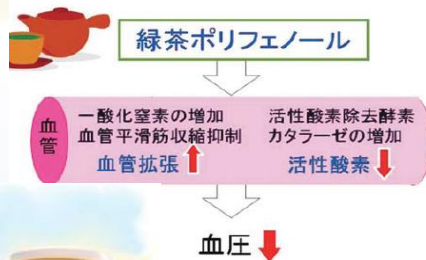 緑茶ポリフェノール
血管
一酸化窒素の増加
血管平滑筋収縮抑制
血管拡張
活性酸素除去酵素
カタラーゼの増加
活性酸素
血圧